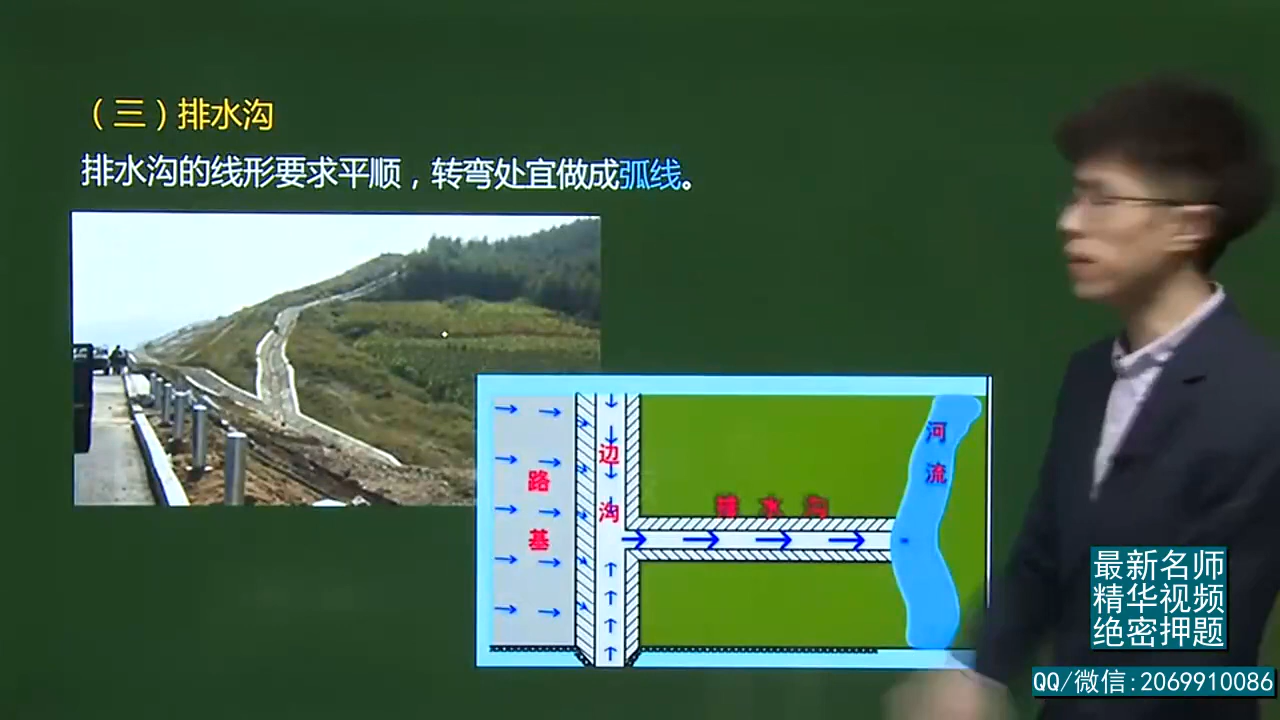 （三）排水沟
排水沟的线形要求平顺，转弯处宜做成弧线。
路基
边沟
排水沟
河流
最新名师
精华视频
绝密押题
QQ/微信:2069910086